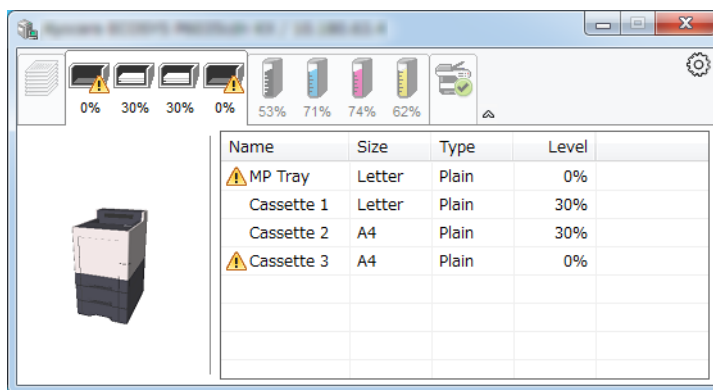 0% 30% 30% 0% 53% 71% 74% 62%
Name Size Type Level
MP Tray Letter Plain 0%
Cassette 1 Letter Plain 30%
Cassette 2 A4 Plain 30%
Cassette 3 A4 Plain 0%